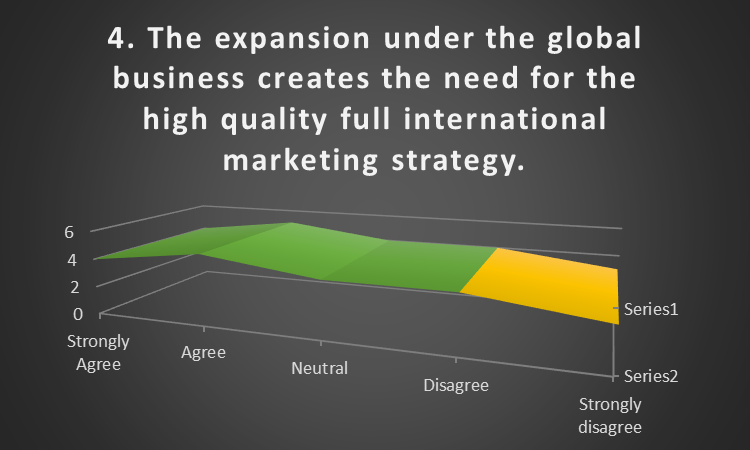 4. The expansion under the global
business creates the need for the
high quality full international
marketing strategy.
6
4
2
0
Strongly
Agree
Agree
Neutral
Disagree
Strongly
disagree
Series1
Series2